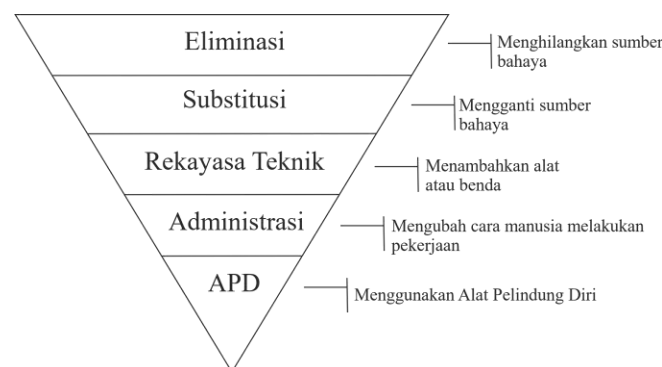 Eliminasi
Menghilangkan sumber
bahaya
Substitusi
Mengganti sumber
bahaya
Rekayasa Teknik
Menambahkan alat
atau benda
Administrasi
Mengubah cara manusia melakukan
pekerjaan
APD
Menggunakan Alat Pelindung Diri